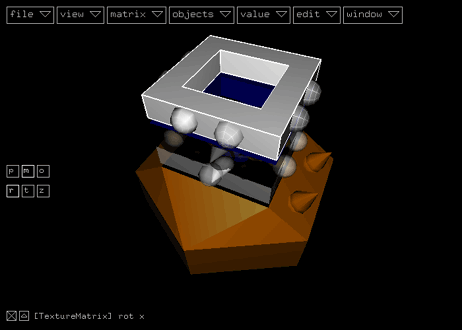 file view matrix objects value edit window
p m o
r t z
[TextureMatrix] rot x